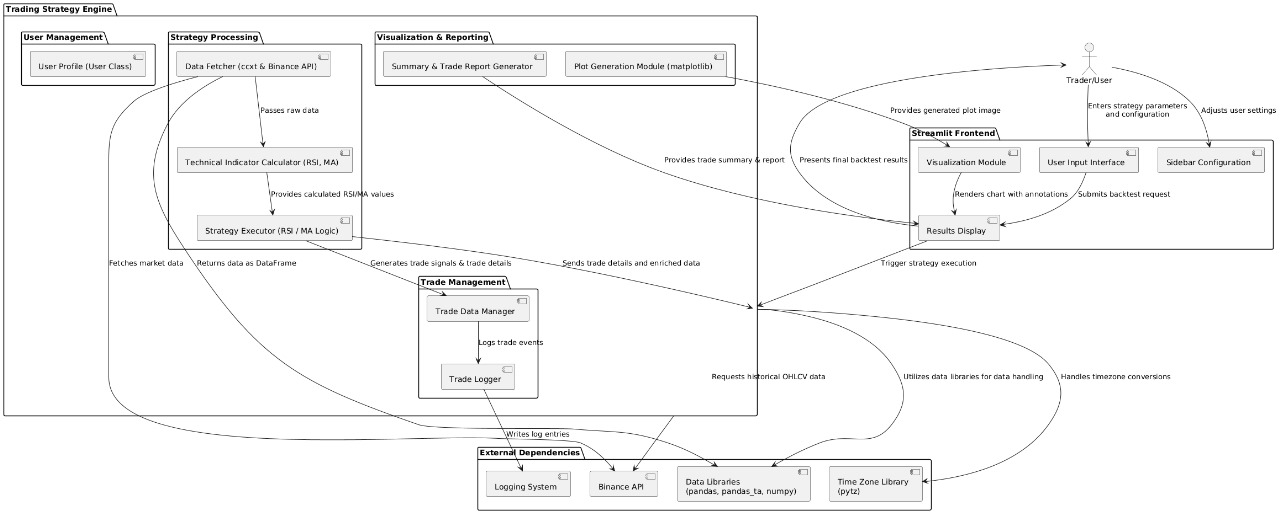 Trading Strategy Engine
User Management
Strategy Processing
Visualization & Reporting
User Profile (User Class)
Data Fetcher (ccxt & Binance API)
Summary & Trade Report Generator
Plot Generation Module (matplotlib)
Trader/User
Passes raw data
Provides generated plot image
Enters strategy parameters
and configuration
Adjusts user settings
Streamlit Frontend
Technical Indicator Calculator (RSI, MA)
Provides trade summary & report
Presents final backtest results
Visualization Module
User Input Interface
Sidebar Configuration
Provides calculated RSI/MA values
Renders chart with annotations
Submits backtest request
Strategy Executor (RSI / MA Logic)
Results Display
Fetches market data
Returns data as DataFrame
Generates trade signals & trade details
Sends trade details and enriched data
Trigger strategy execution
Trade Management
Trade Data Manager
Logs trade events
Trade Logger
Requests historical OHLCV data
Utilizes data libraries for data handling
Handles timezone conversions
Writes log entries
External Dependencies
Logging System
Binance API
Data Libraries
(pandas, pandas_ta, numpy)
Time Zone Library
(pytz)